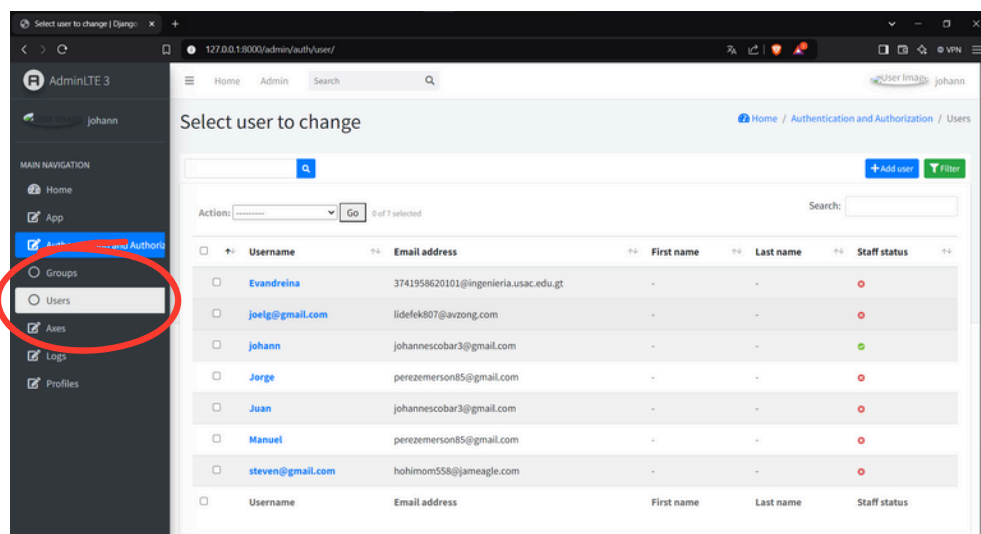 Select user to change | Django
127.0.0.1:8000/admin/auth/user/
VPN
AdminLTE 3
Home Admin Search
User Image johann
johann
Select user to change
Home / Authentication and Authorization / Users
MAIN NAVIGATION
Home
App
and Authoriz
Groups
Users
Axes
Logs
Profiles
Add user Filter
Action: --------- Go 0 of 7 selected
Search:
Username Email address First name Last name Staff status
Evandreina 3741958620101@ingenieria.usac.edu.gt - -
joelg@gmail.com lidefek807@avzong.com - -
johann johannescobar3@gmail.com - -
Jorge perezemerson85@gmail.com - -
Juan johannescobar3@gmail.com - -
Manuel perezemerson85@gmail.com - -
steven@gmail.com hohimom558@jameagle.com - -
Username Email address First name Last name Staff status